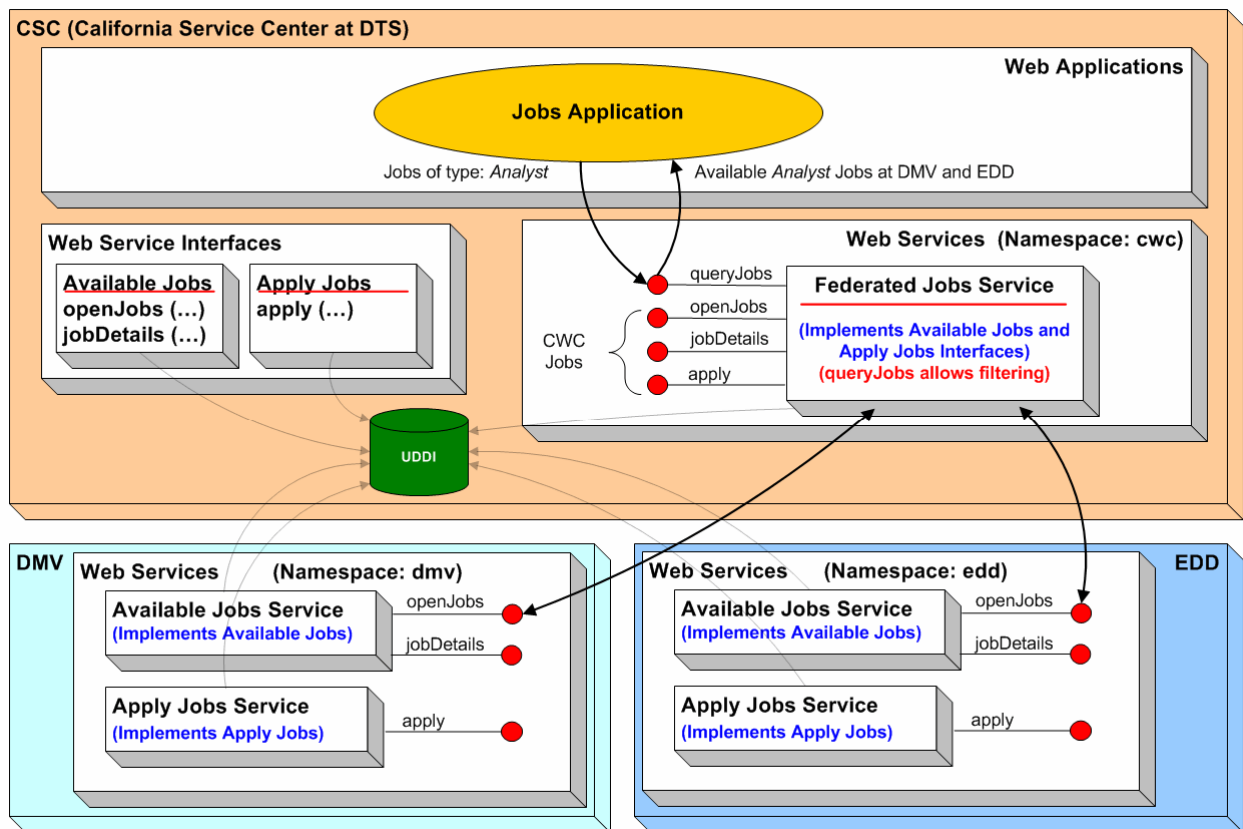 CSC (California Service Center at DTS)
Web Applications
Jobs Application
Jobs of type: Analyst
Available Analyst Jobs at DMV and EDD
Web Service Interfaces
Available Jobs
openJobs (…)
jobDetails (…)
Apply Jobs
apply (…)
Web Services (Namespace: cwc)
queryJobs
openJobs
jobDetails
apply
CWC
Jobs
Federated Jobs Service
(Implements Available Jobs and
Apply Jobs Interfaces)
(queryJobs allows filtering)
UDDI
DMV
Web Services (Namespace: dmv)
Available Jobs Service
(Implements Available Jobs)
openJobs
jobDetails
Apply Jobs Service
(Implements Apply Jobs)
apply
EDD
Web Services (Namespace: edd)
Available Jobs Service
(Implements Available Jobs)
openJobs
jobDetails
Apply Jobs Service
(Implements Apply Jobs)
apply